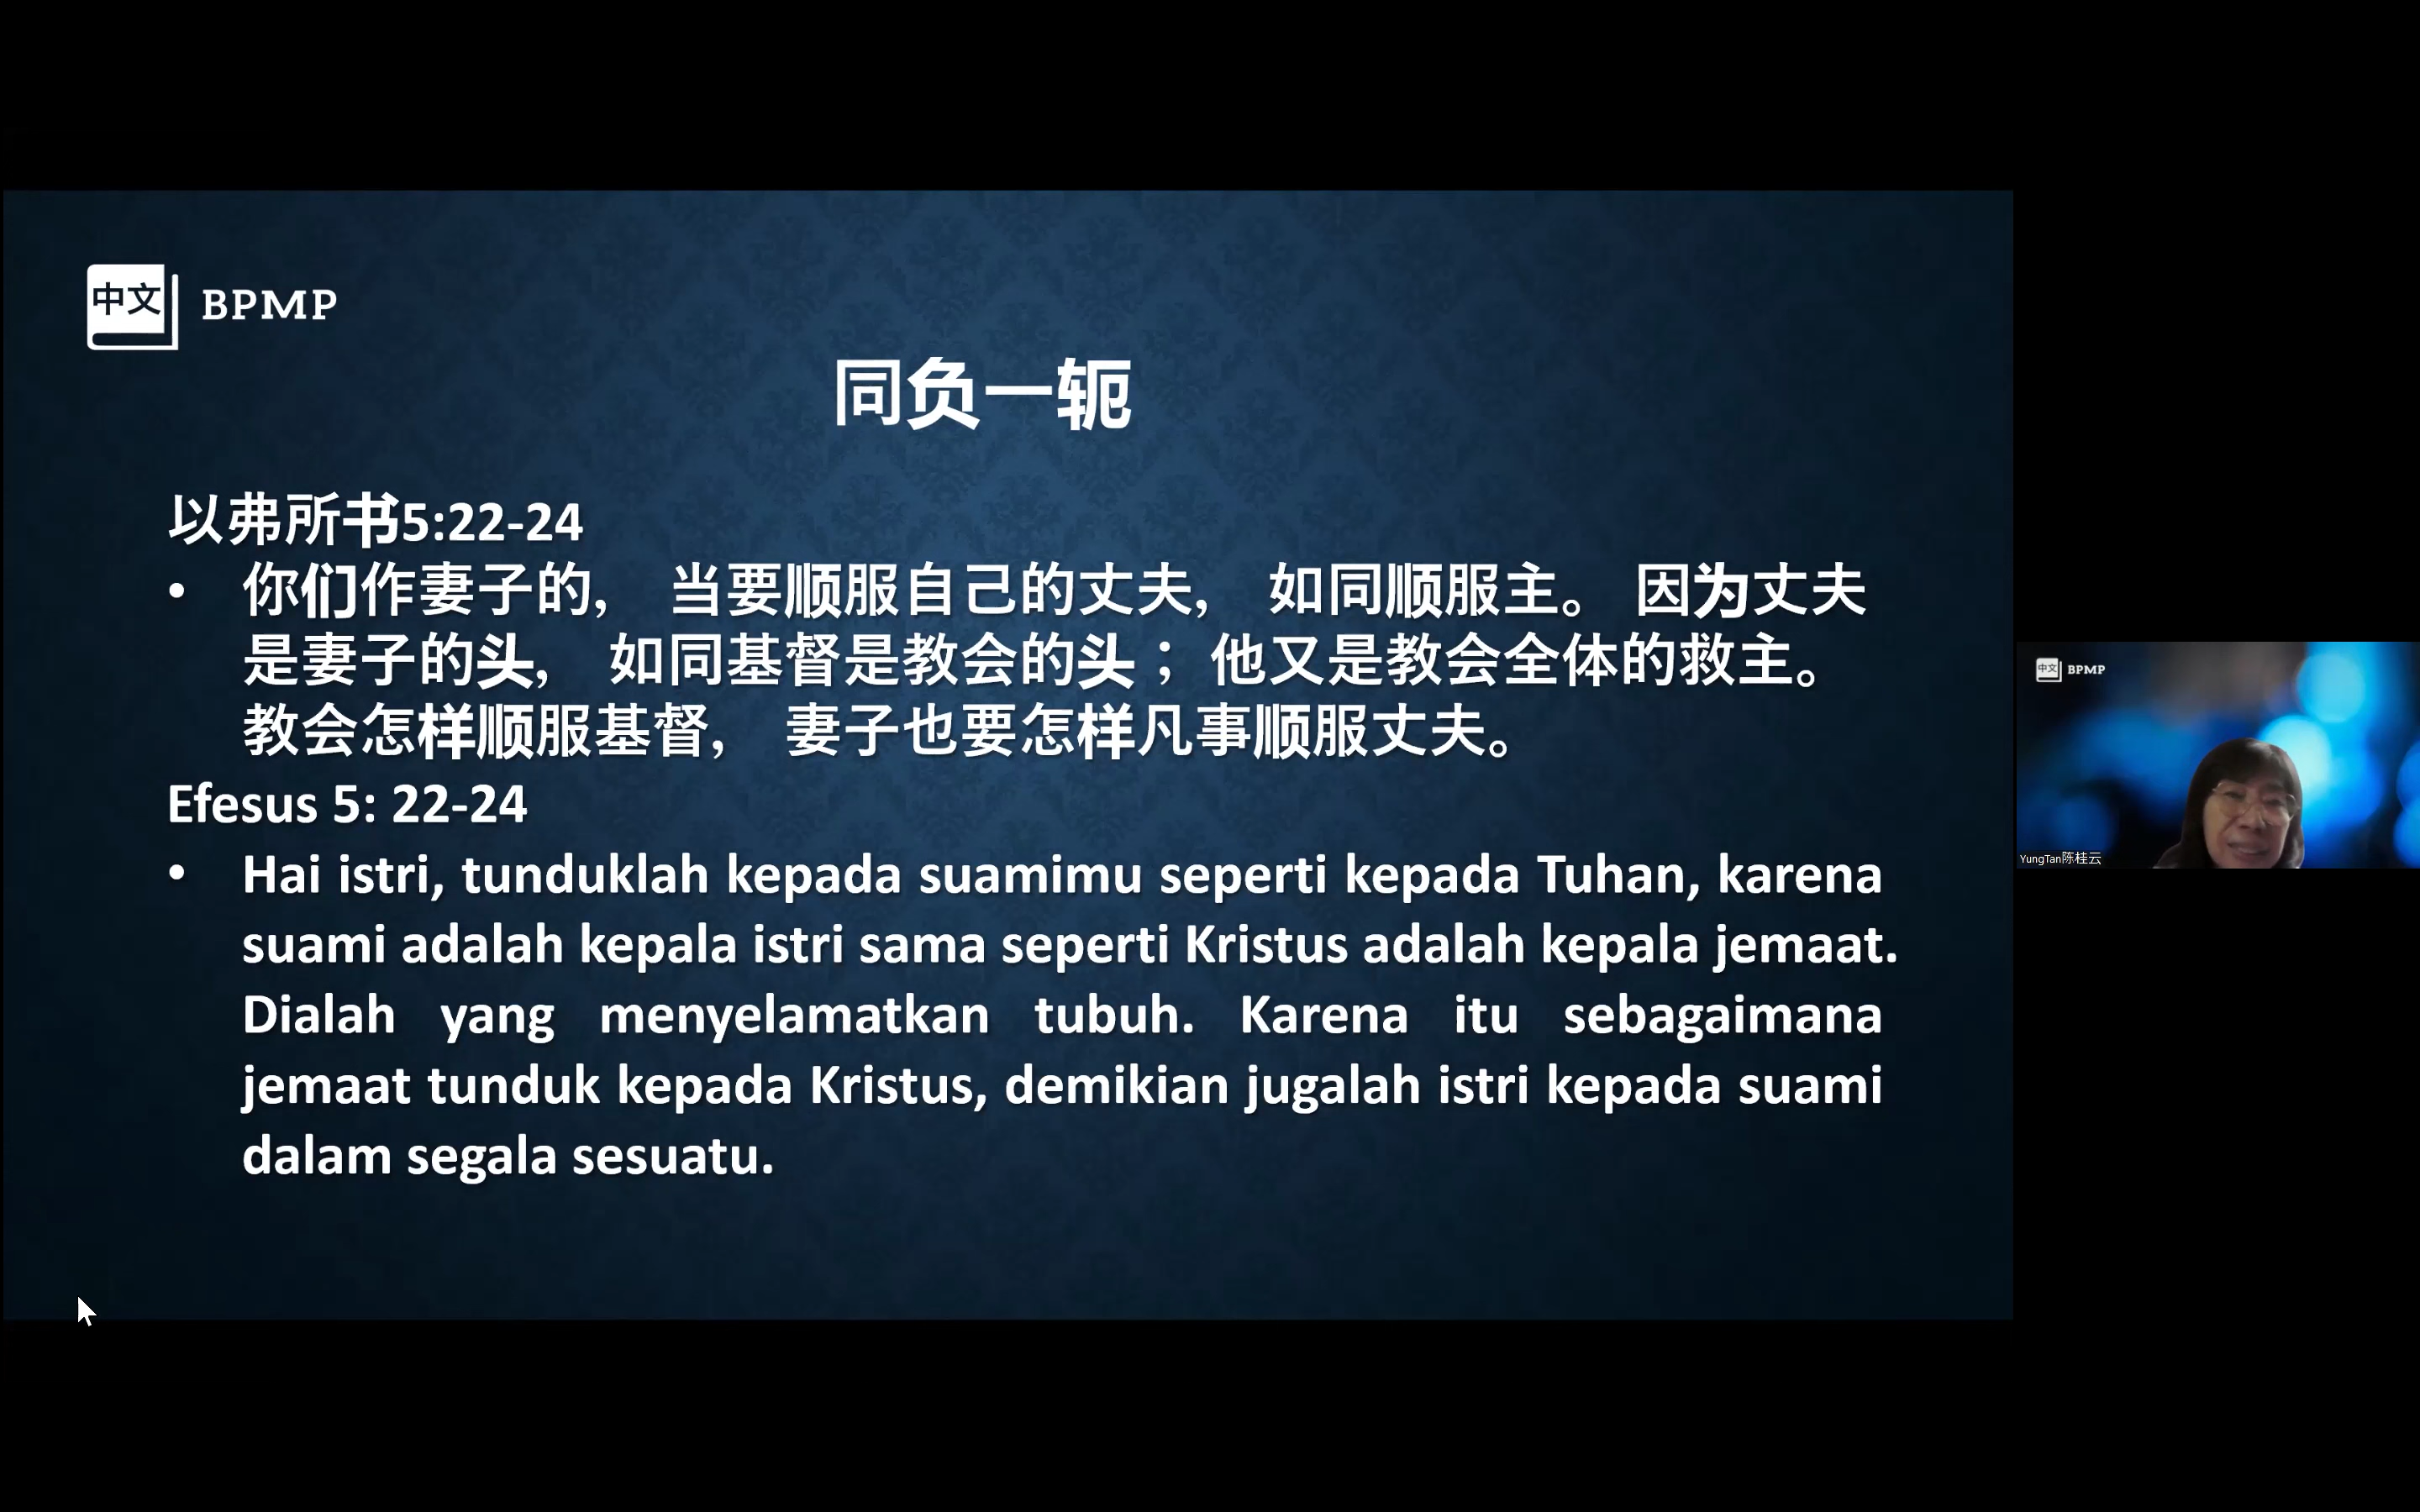 中文 BPMP
同负一轭
以弗所书5:22-24
• 你们作妻子的, 当要顺服自己的丈夫, 如同顺服主。 因为丈夫
是妻子的头, 如同基督是教会的头； 他又是教会全体的救主。
教会怎样顺服基督, 妻子也要怎样凡事顺服丈夫。
Efesus 5: 22-24
• Hai istri, tunduklah kepada suamimu seperti kepada Tuhan, karena
suami adalah kepala istri sama seperti Kristus adalah kepala jemaat.
Dialah yang menyelamatkan tubuh. Karena itu sebagaimana
jemaat tunduk kepada Kristus, demikian jugalah istri kepada suami
dalam segala sesuatu.
中文 BPMP
YungTan陈桂云